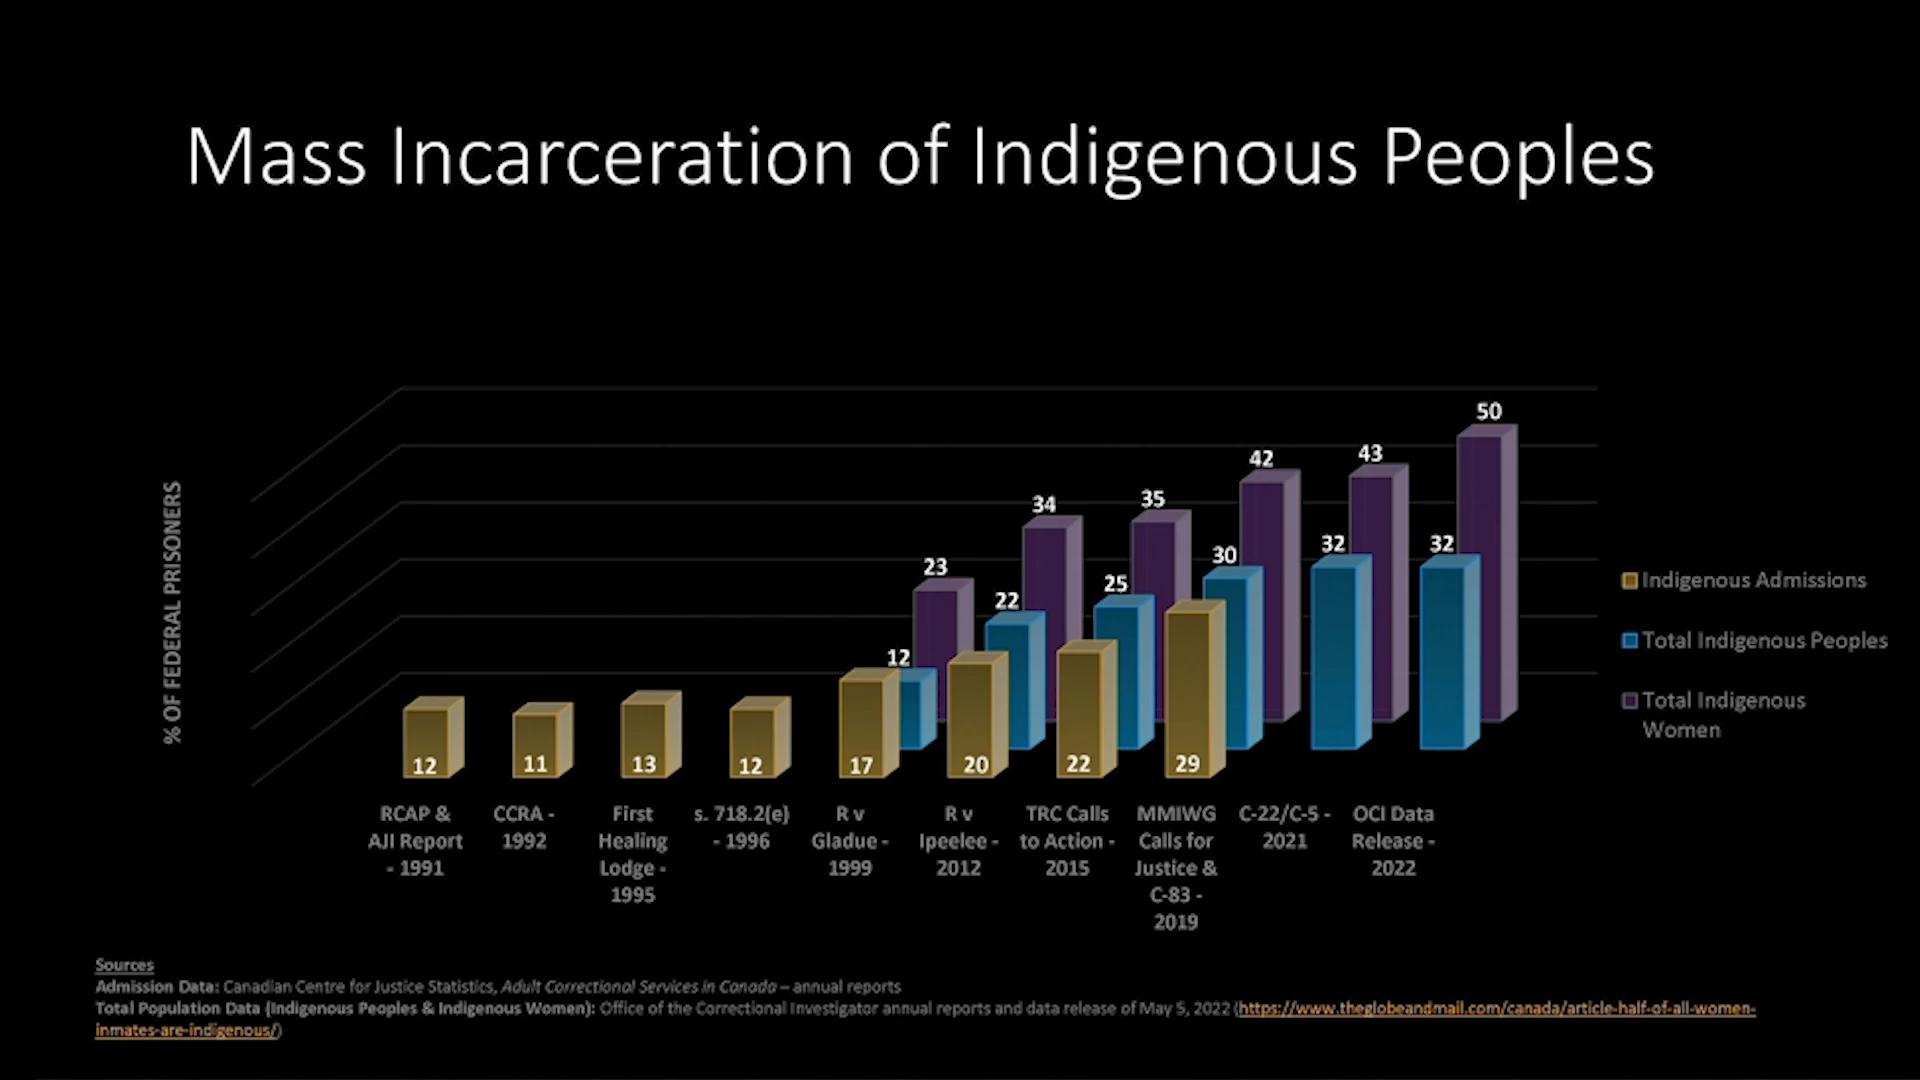 Mass Incarceration of Indigenous Peoples
% OF FEDERAL PRISONERS
50
42
43
34
35
23
30
32
32
22
25
12
12
11
13
12
17
20
22
29
RCAP &
AJI Report
- 1991
CCRA -
1992
First
Healing
Lodge -
1995
s. 718.2(e)
- 1996
R v
Gladue -
1999
R v
Ipeelee -
2012
TRC Calls
to Action -
2015
MMIWG
Calls for
Justice &
C-83 -
2019
C-22/C-5 -
2021
OCI Data
Release -
2022
Indigenous Admissions
Total Indigenous Peoples
Total Indigenous
Women
Sources
Admission Data: Canadian Centre for Justice Statistics, Adult Correctional Services in Canada – annual reports
Total Population Data (Indigenous Peoples & Indigenous Women): Office of the Correctional Investigator annual reports and data release of May 5, 2022 (https://www.theglobeandmail.com/canada/article-half-of-all-women-
inmates-are-indigenous/)